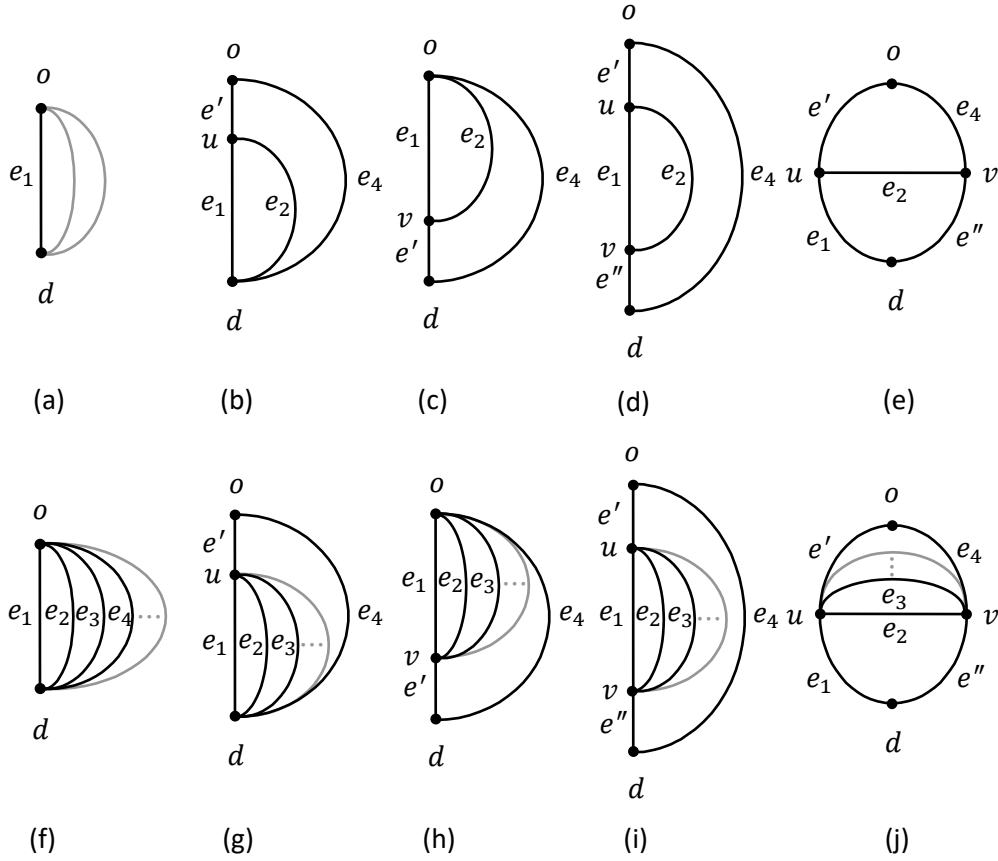 o
e₁
d
(a)
o
e′
u
e₁
e₂
e₄
d
(b)
o
e₁
e₂
e₄
v
e′
d
(c)
o
e′
u
e₁
e₂
e₄
v
e″
d
(d)
o
e′
e₄
u
v
e₂
e₁
e″
d
(e)
o
e₁ e₂ e₃ e₄
d
(f)
o
e′
u
e₄
e₁ e₂ e₃
d
(g)
o
e₁ e₂ e₃
e₄
v
e′
d
(h)
o
e′
u
e₁ e₂ e₃ e₄
v
e″
d
(i)
o
e′
e₄
e₃
u
v
e₂
e₁
e″
d
(j)